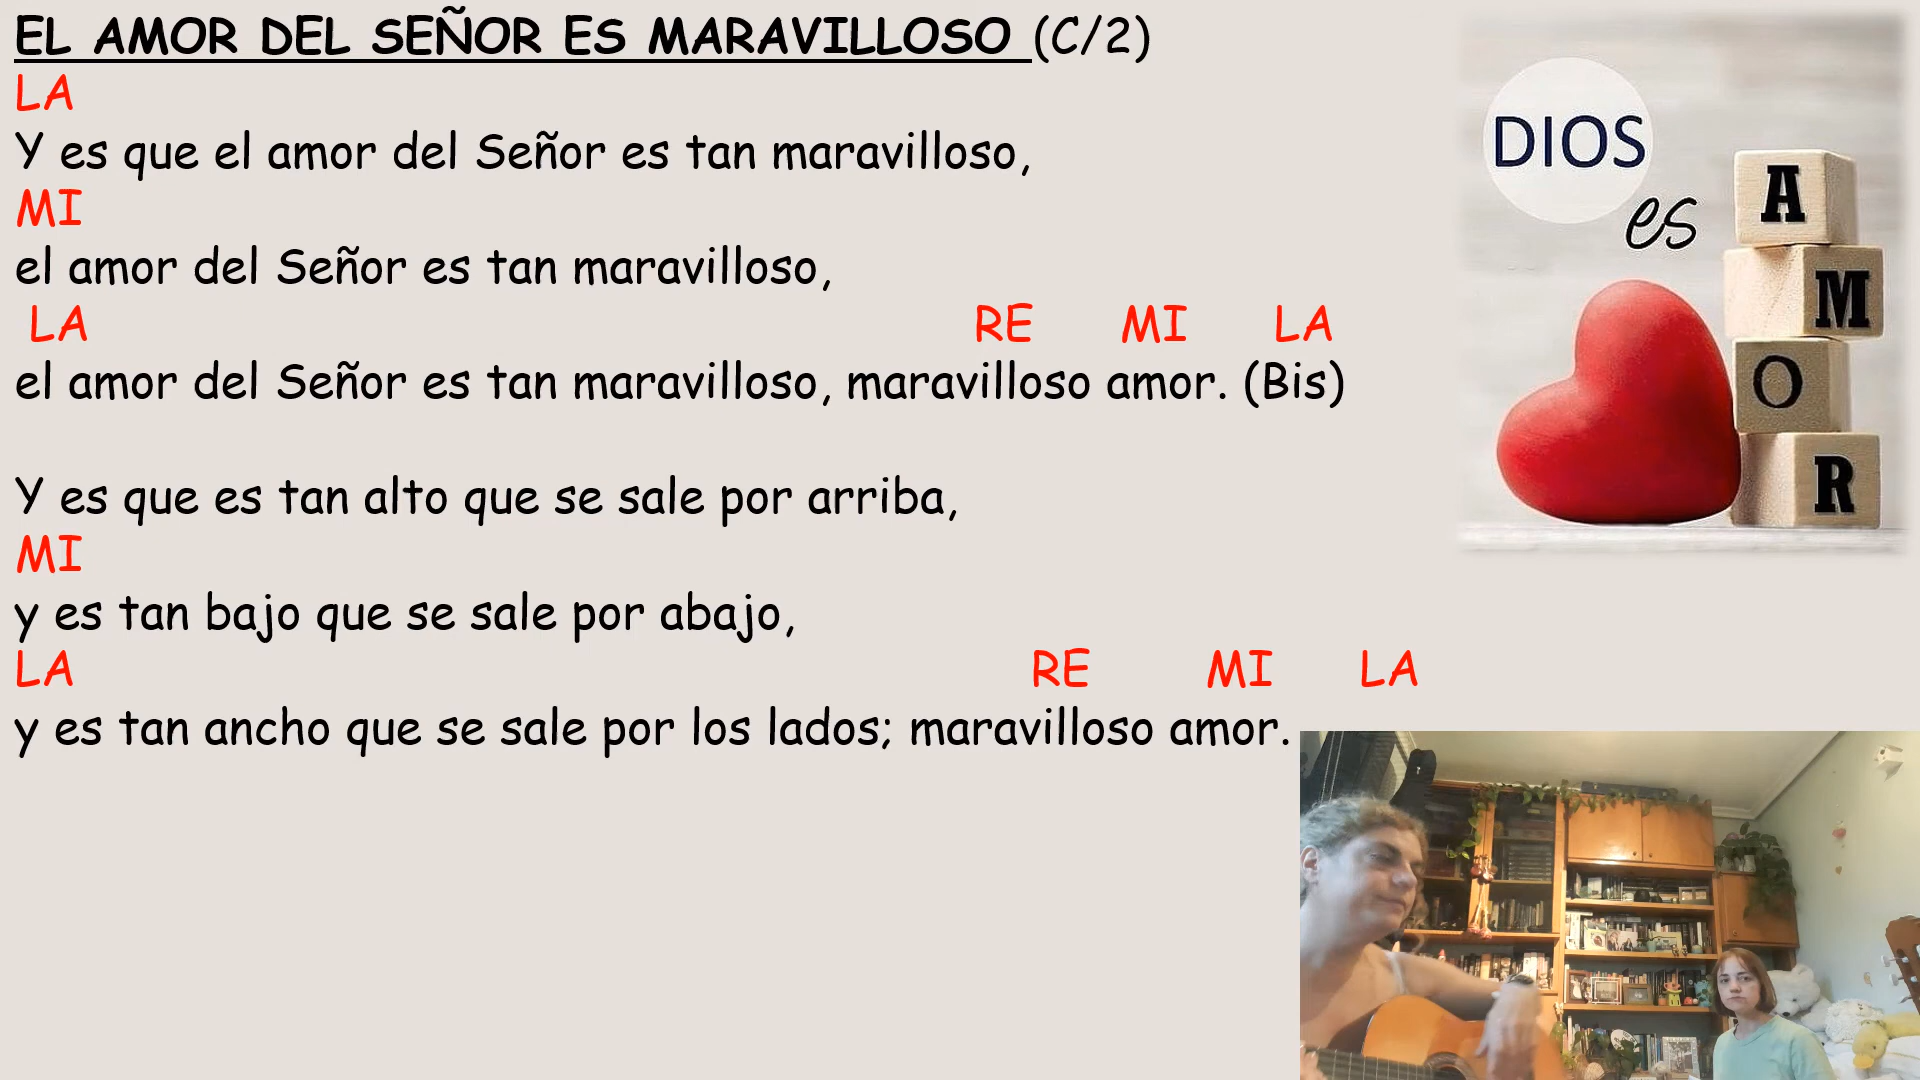 EL AMOR DEL SEÑOR ES MARAVILLOSO (C/2)
LA
Y es que el amor del Señor es tan maravilloso,
MI
el amor del Señor es tan maravilloso,
LA RE MI LA
el amor del Señor es tan maravilloso, maravilloso amor. (Bis)
Y es que es tan alto que se sale por arriba,
MI
y es tan bajo que se sale por abajo,
LA RE MI LA
y es tan ancho que se sale por los lados; maravilloso amor.
DIOS
es
A
M
O
R